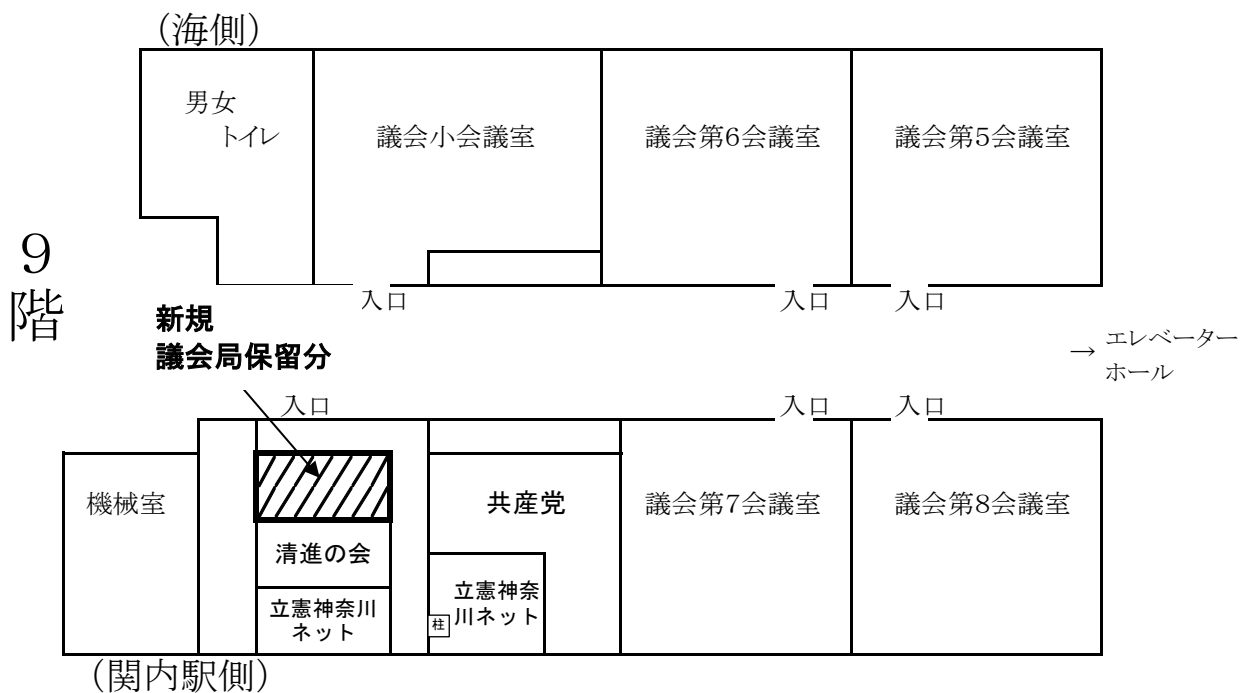 （海側）
男女
トイレ
議会小会議室
議会第6会議室
議会第5会議室
9
階
入口
入口
入口
新規
議会局保留分
→ エレベーター
ホール
入口
入口
入口
機械室
共産党
議会第7会議室
議会第8会議室
清進の会
立憲神奈川
ネット
立憲神奈
川ネット
柱
（関内駅側）